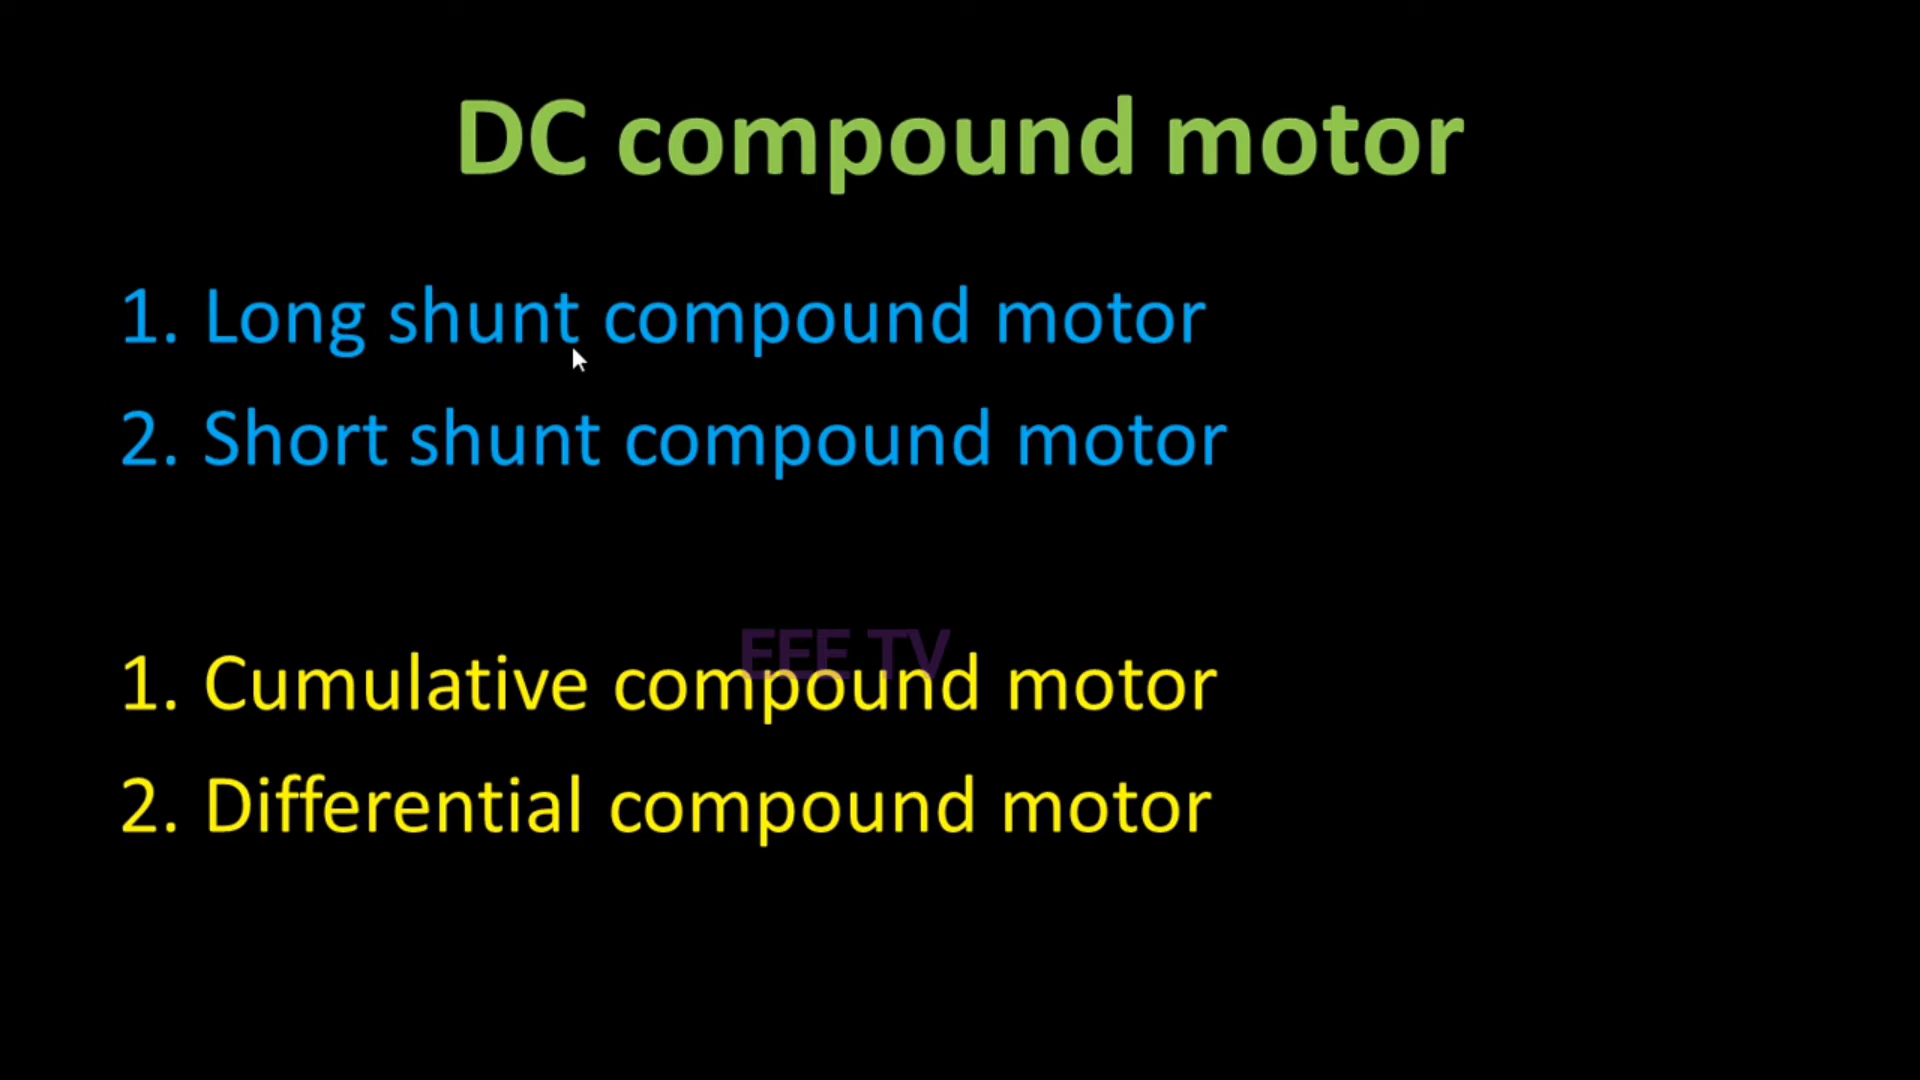 DC compound motor
1. Long shunt compound motor
2. Short shunt compound motor
EEE TV
1. Cumulative compound motor
2. Differential compound motor